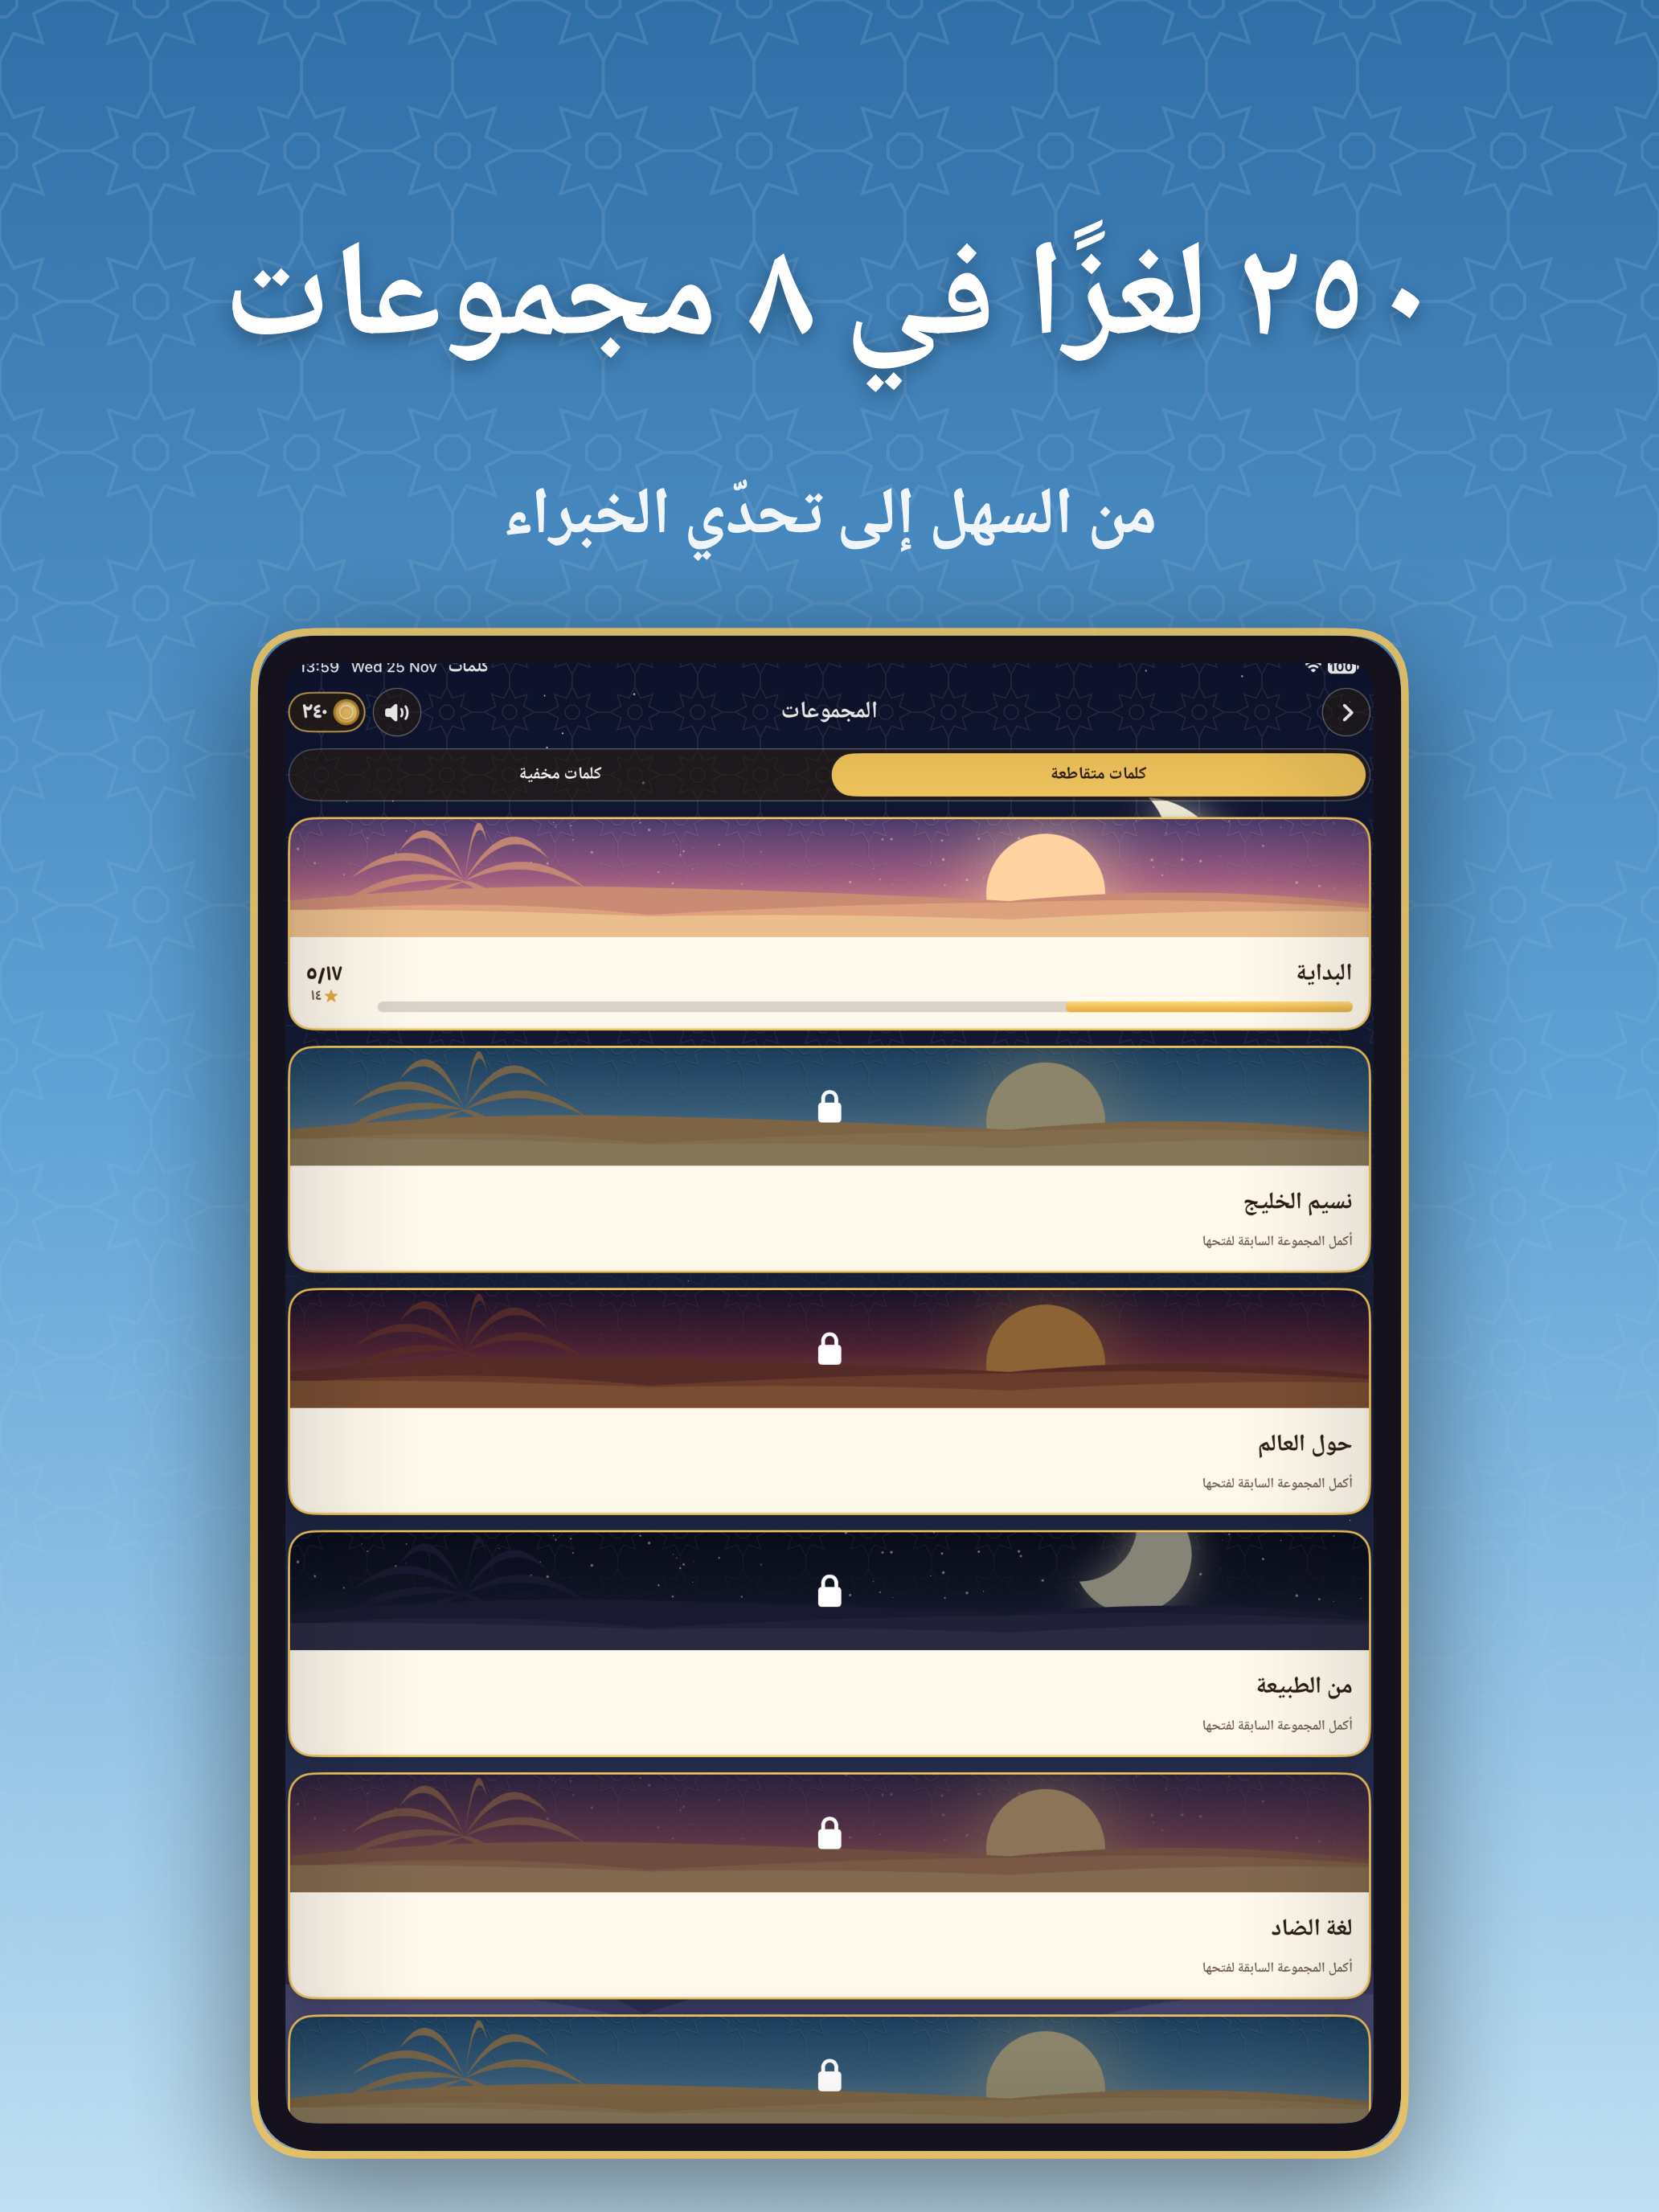 ٢٥٠ لغزًا في ٨ مجموعات
من السهل إلى تحدّي الخبراء
13:59 Wed 25 Nov كلمات
100
المجموعات
٢٤٠
كلمات متقاطعة
كلمات مخفية
البداية
٥/١٧
١٤
نسيم الخليج
أكمل المجموعة السابقة لفتحها
حول العالم
أكمل المجموعة السابقة لفتحها
من الطبيعة
أكمل المجموعة السابقة لفتحها
لغة الضاد
أكمل المجموعة السابقة لفتحها